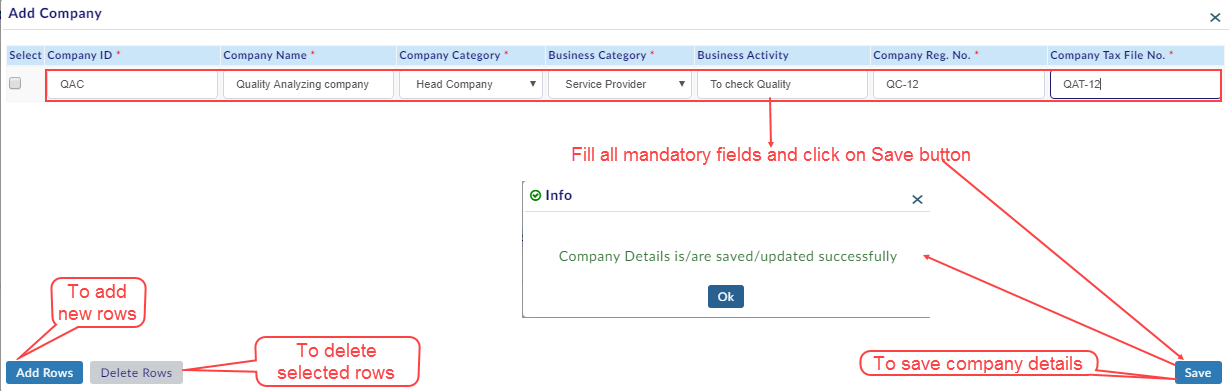 Add Company
Select Company ID * Company Name * Company Category * Business Category * Business Activity Company Reg. No. * Company Tax File No. *
QAC Quality Analyzing company Head Company Service Provider To check Quality QC-12 QAT-12
Fill all mandatory fields and click on Save button
Info
Company Details is/are saved/updated successfully
Ok
To add
new rows
To delete
selected rows
To save company details
Add Rows Delete Rows Save